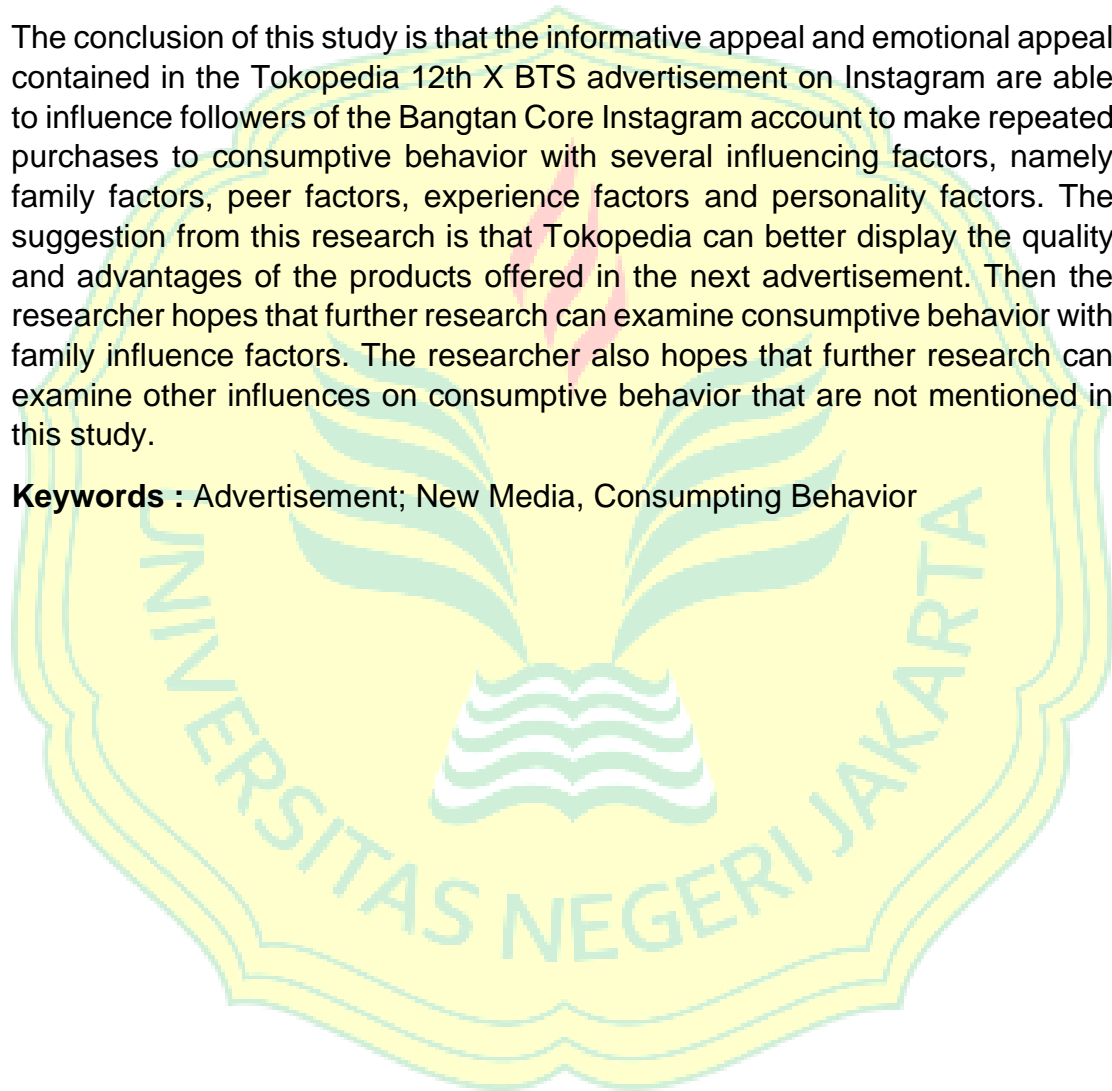 The conclusion of this study is that the informative appeal and emotional appeal
contained in the Tokopedia 12th X BTS advertisement on Instagram are able
to influence followers of the Bangtan Core Instagram account to make repeated
purchases to consumptive behavior with several influencing factors, namely
family factors, peer factors, experience factors and personality factors. The
suggestion from this research is that Tokopedia can better display the quality
and advantages of the products offered in the next advertisement. Then the
researcher hopes that further research can examine consumptive behavior with
family influence factors. The researcher also hopes that further research can
examine other influences on consumptive behavior that are not mentioned in
this study.
Keywords : Advertisement; New Media, Consumpting Behavior
UNIVERSITAS NEGERI JAKARTA